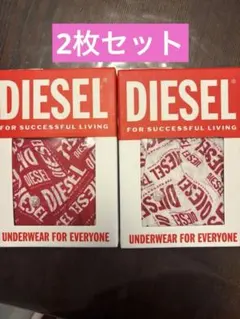 2枚セット
DIESEL
FOR SUCCESSFUL LIVING
UNDERWEAR FOR EVERYONE
DIESEL
FOR SUCCESSFUL LIVING
UNDERWEAR FOR EVERYONE